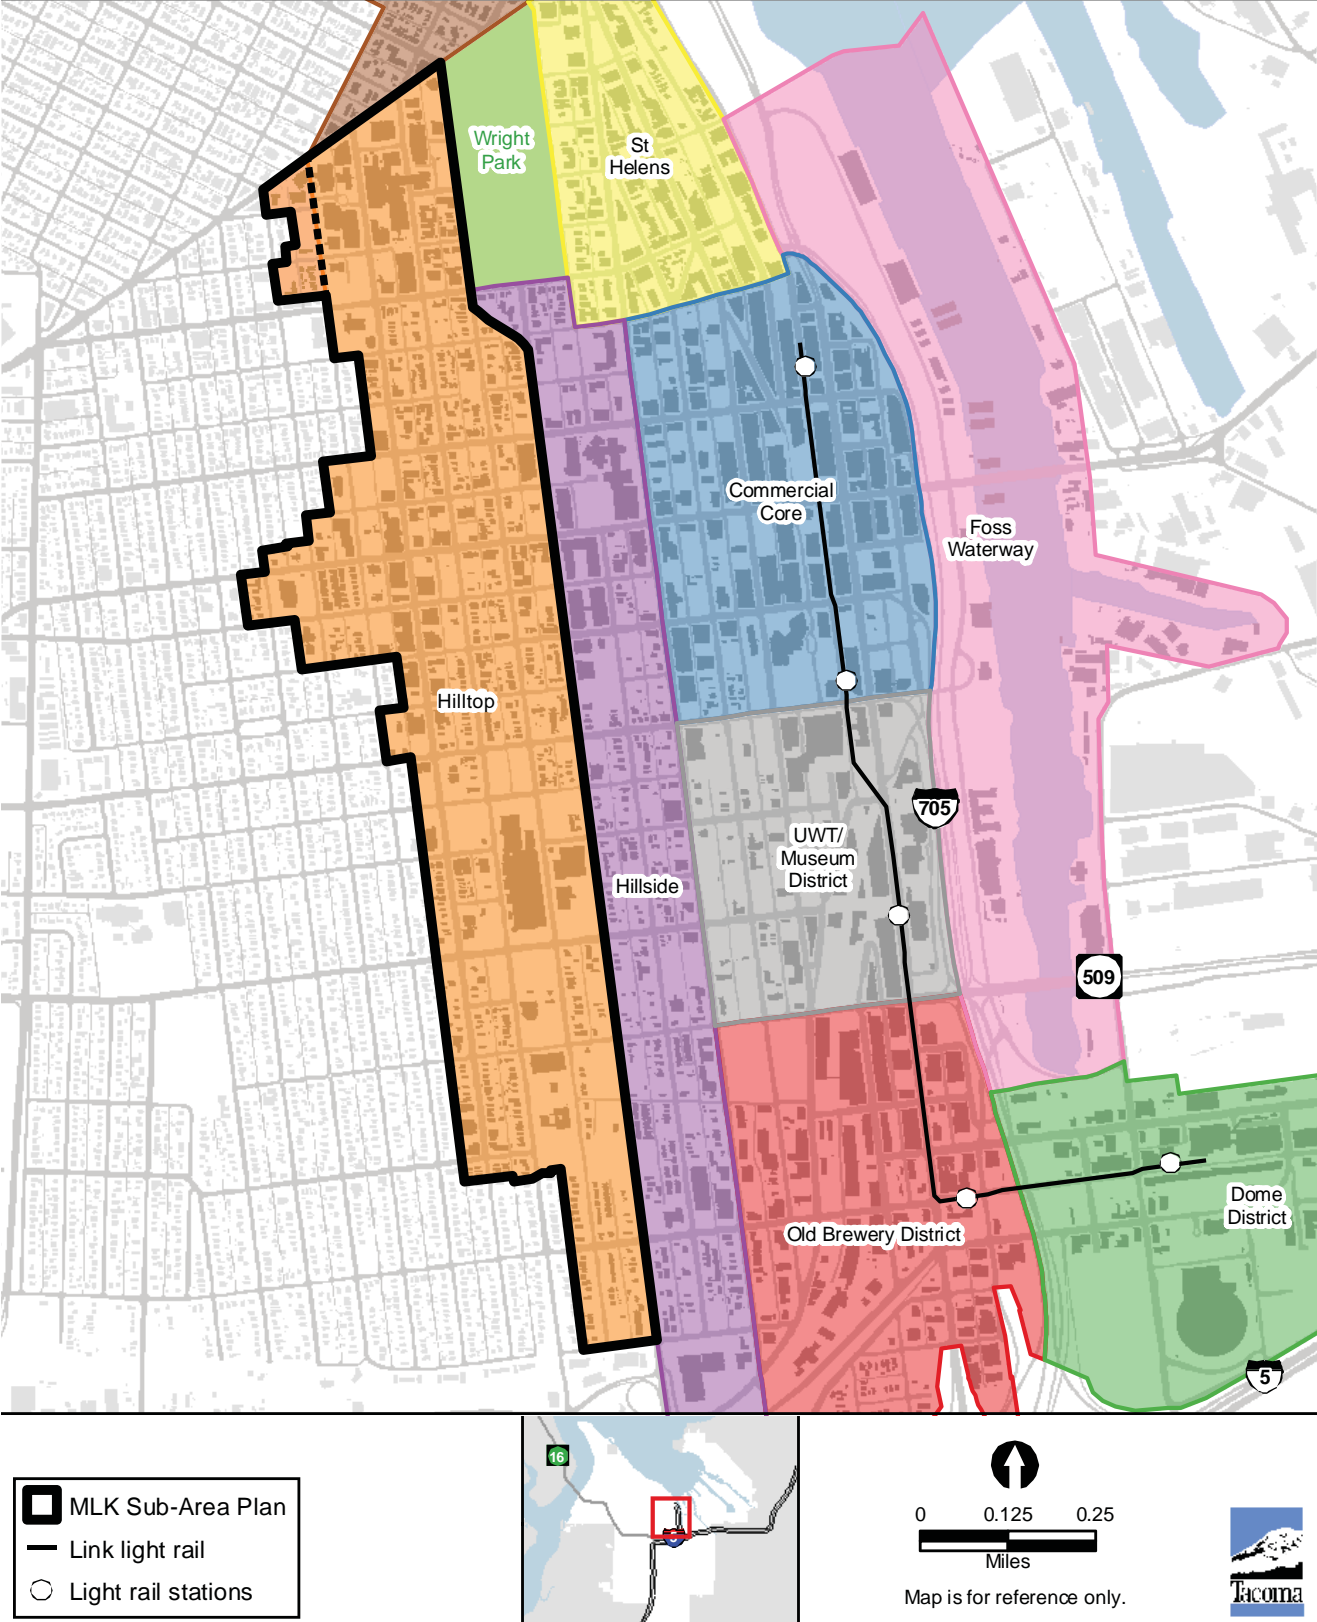 Wright
Park
St
Helens
Commercial
Core
Foss
Waterway
Hilltop
705
UWT/
Museum
District
Hillside
509
Dome
District
Old Brewery District
5
MLK Sub-Area Plan
Link light rail
Light rail stations
16
0 0.125 0.25
Miles
Map is for reference only.
Tacoma